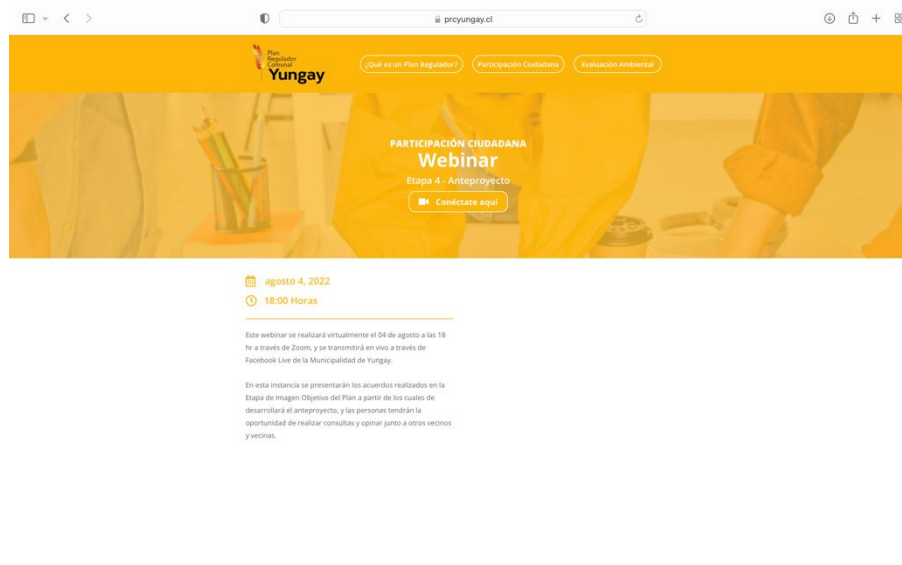 prcyungay.cl
Plan
Regulador
Comunal
Yungay
¿Qué es un Plan Regulador?
Participación Ciudadana
Evaluación Ambiental
PARTICIPACIÓN CIUDADANA
Webinar
Etapa 4 - Anteproyecto
Conéctate aquí
agosto 4, 2022
18:00 Horas
Este webinar se realizará virtualmente el 04 de agosto a las 18
hr a través de Zoom, y se transmitirá en vivo a través de
Facebook Live de la Municipalidad de Yungay.
En esta instancia se presentarán los acuerdos realizados en la
Etapa de Imagen Objetivo del Plan a partir de los cuales de
desarrollará el anteproyecto, y las personas tendrán la
oportunidad de realizar consultas y opinar junto a otros vecinos
y vecinas.